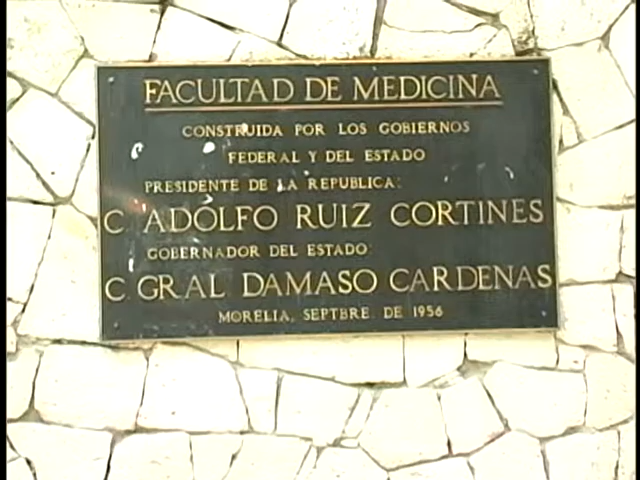 FACULTAD DE MEDICINA
CONSTRUIDA POR LOS GOBIERNOS
FEDERAL Y DEL ESTADO
PRESIDENTE DE LA REPUBLICA:
C. ADOLFO RUIZ CORTINES
GOBERNADOR DEL ESTADO:
C. GRAL. DAMASO CARDENAS
MORELIA, SEPTBRE. DE 1956